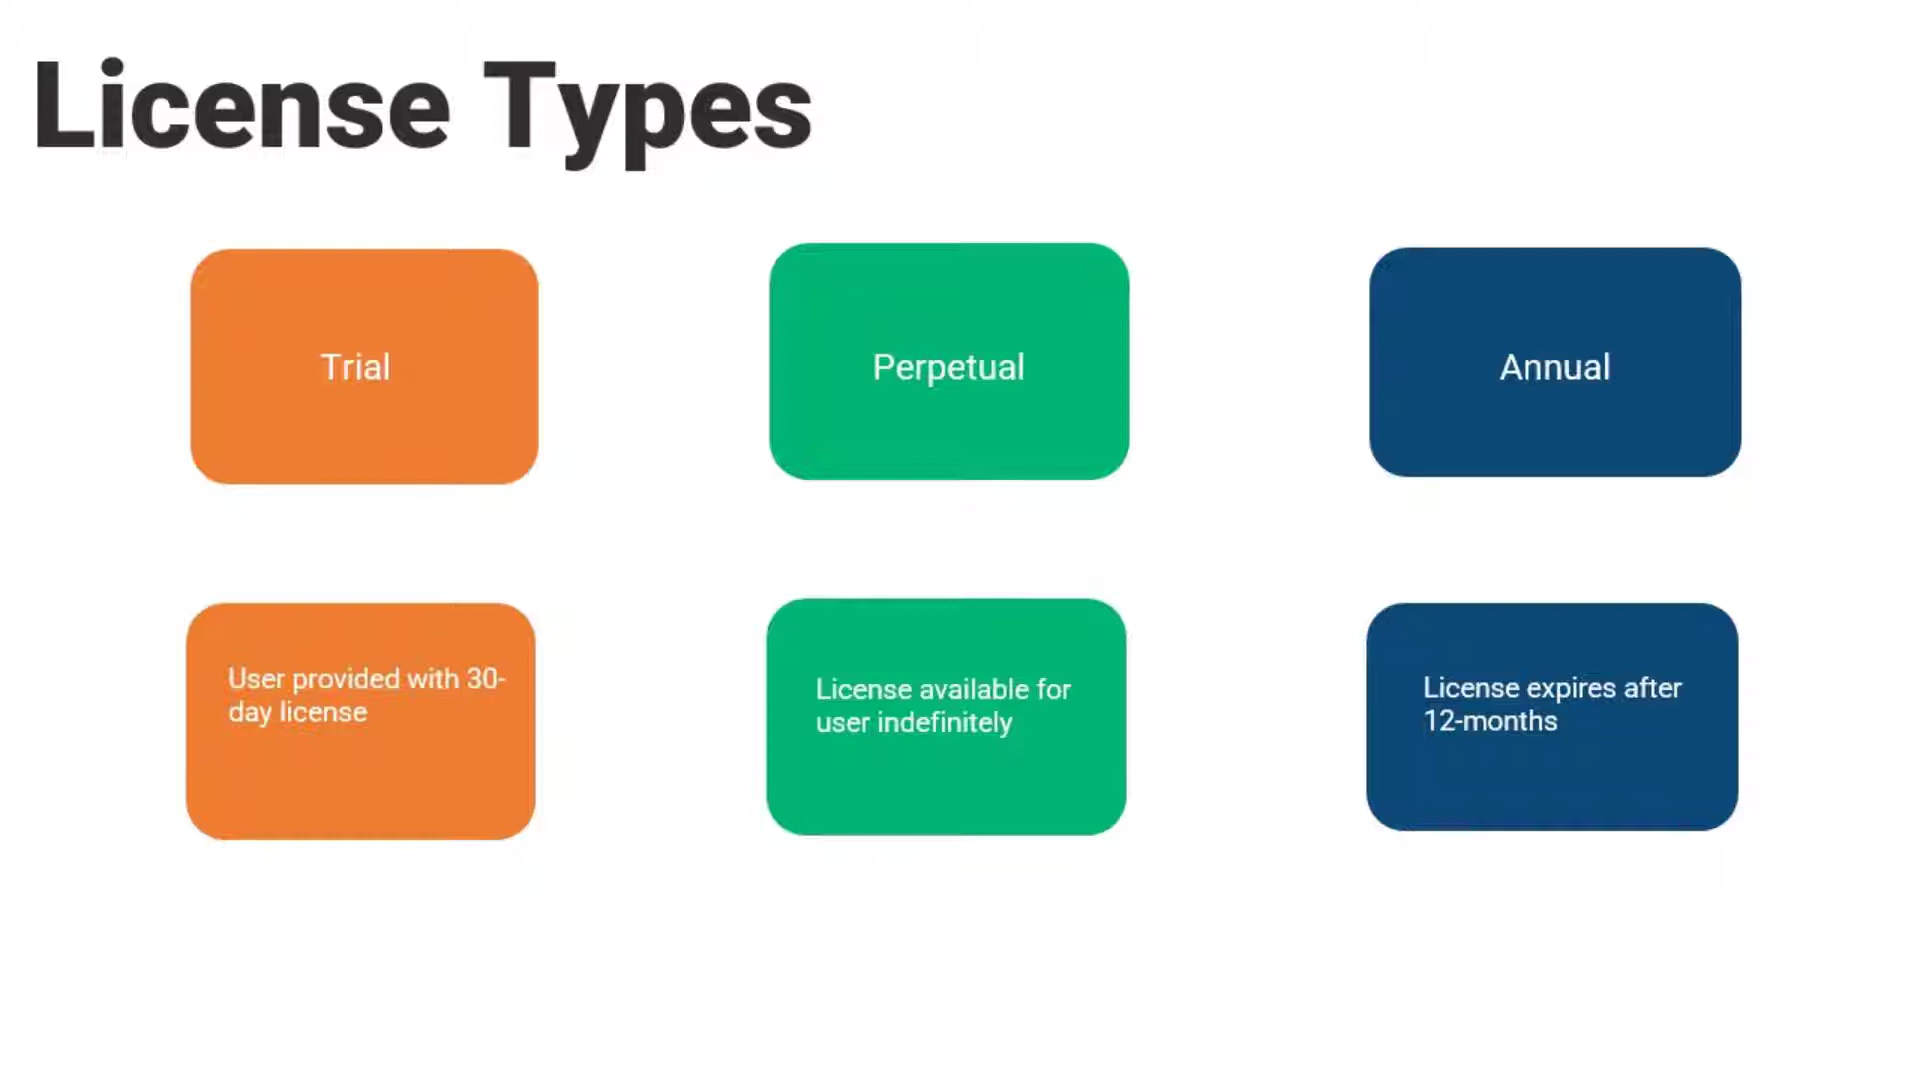 License Types
Trial
Perpetual
Annual
User provided with 30-
day license
License available for
user indefinitely
License expires after
12-months